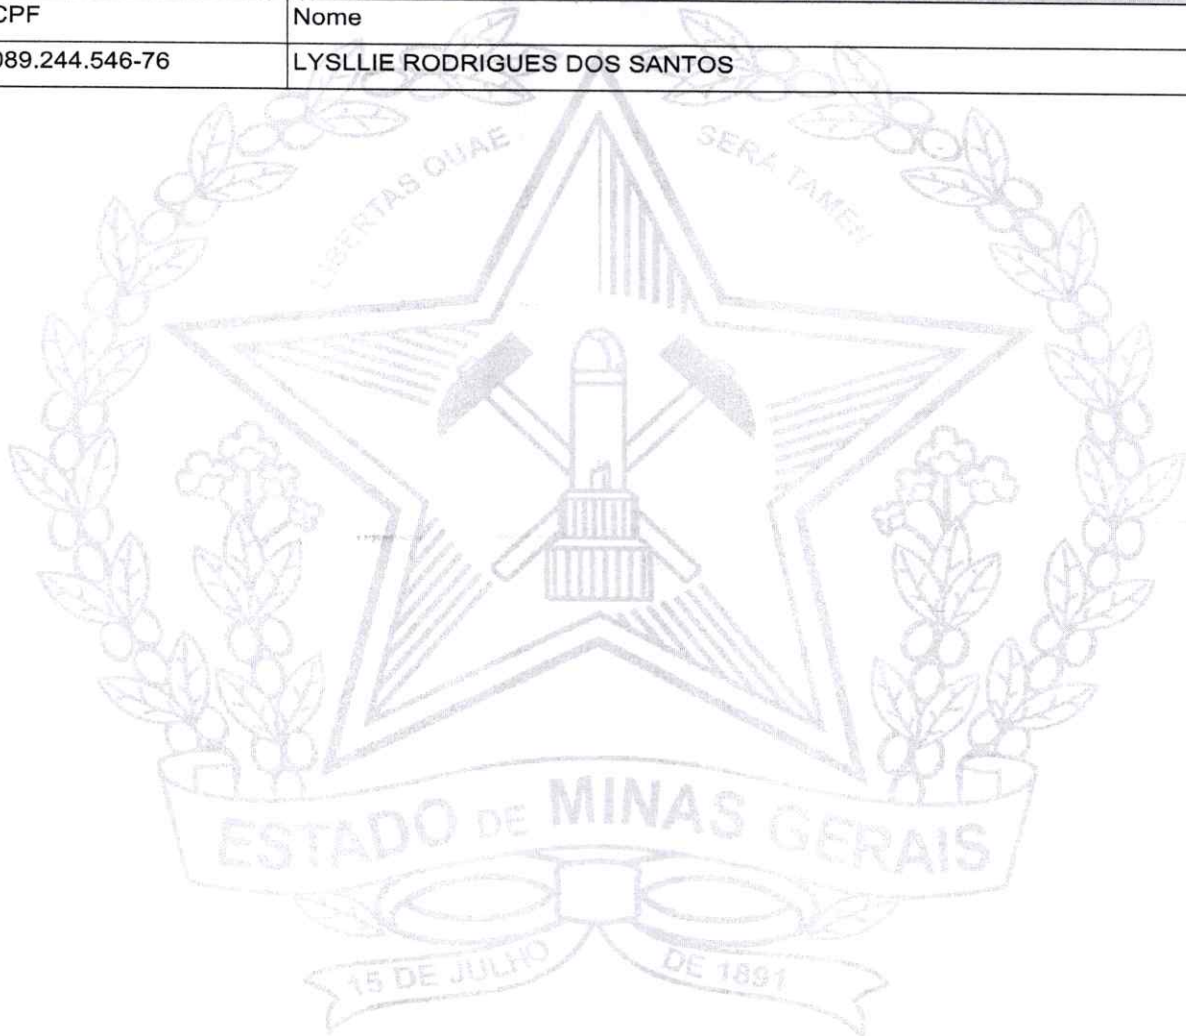 CPF Nome
089.244.546-76 LYSLLIE RODRIGUES DOS SANTOS
LIBERTAS QUAE SERA TAMEN
ESTADO DE MINAS GERAIS
15 DE JULHO DE 1891